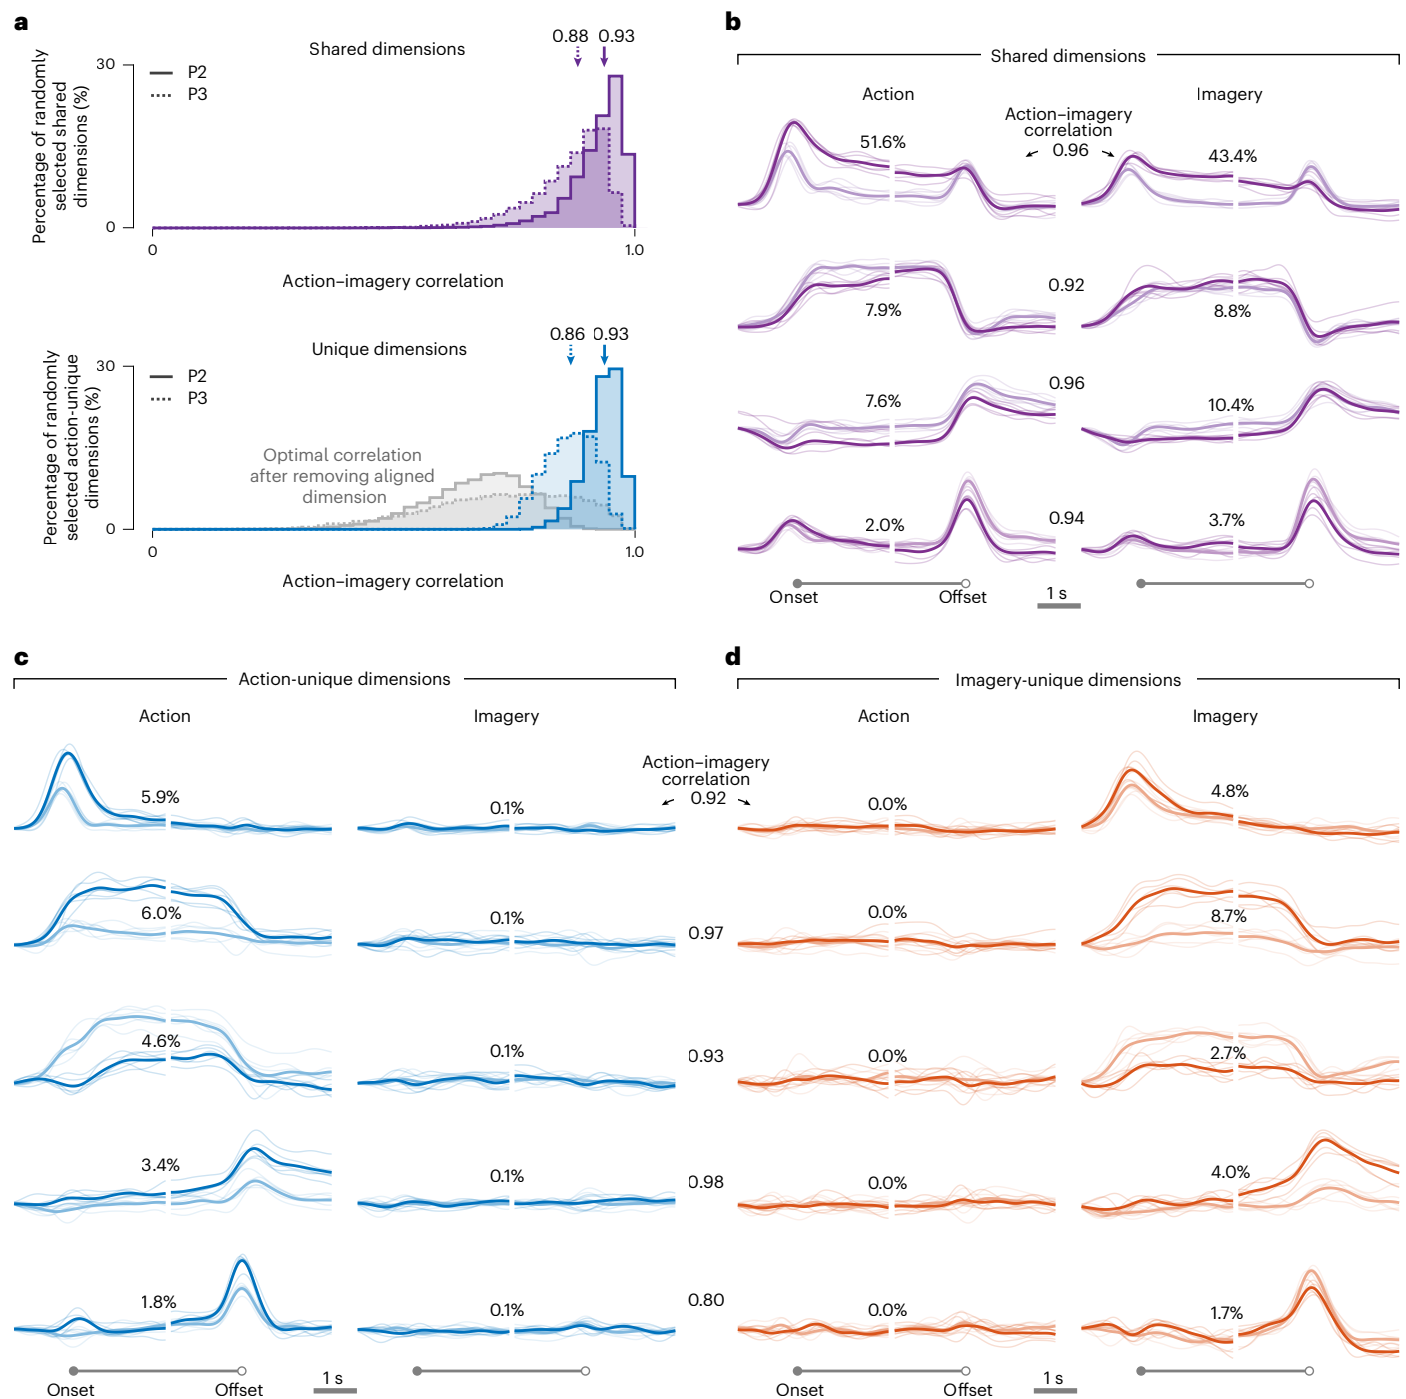 a
Shared dimensions
0.88
0.93
Percentage of randomly
selected shared
dimensions (%)
30
0
P2
P3
0
1.0
Action–imagery correlation
Unique dimensions
0.86
0.93
Percentage of randomly
selected action-unique
dimensions (%)
30
0
P2
P3
Optimal correlation
after removing aligned
dimension
0
1.0
Action–imagery correlation
b
Shared dimensions
Action
Imagery
Action–imagery
correlation
0.96
51.6%
43.4%
7.9%
0.92
8.8%
7.6%
0.96
10.4%
2.0%
0.94
3.7%
Onset
Offset
1 s
c
Action-unique dimensions
Action
Imagery
5.9%
0.1%
6.0%
0.1%
4.6%
0.1%
3.4%
0.1%
1.8%
0.1%
Onset
Offset
1 s
Action–imagery
correlation
0.92
0.97
0.93
0.98
0.80
d
Imagery-unique dimensions
Action
Imagery
0.0%
4.8%
0.0%
8.7%
0.0%
2.7%
0.0%
4.0%
0.0%
1.7%
Onset
Offset
1 s